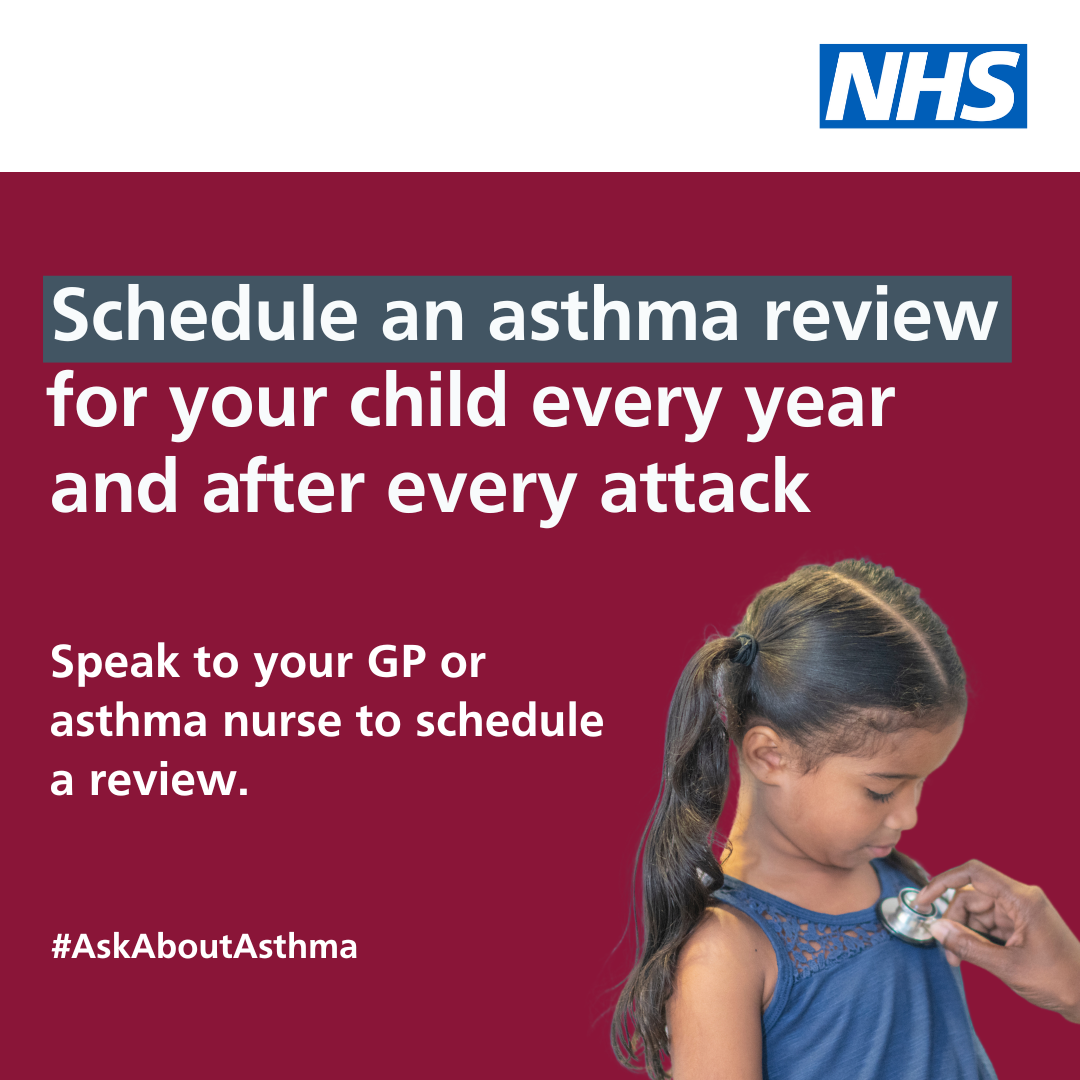 NHS
Schedule an asthma review
for your child every year
and after every attack
Speak to your GP or
asthma nurse to schedule
a review.
#AskAboutAsthma